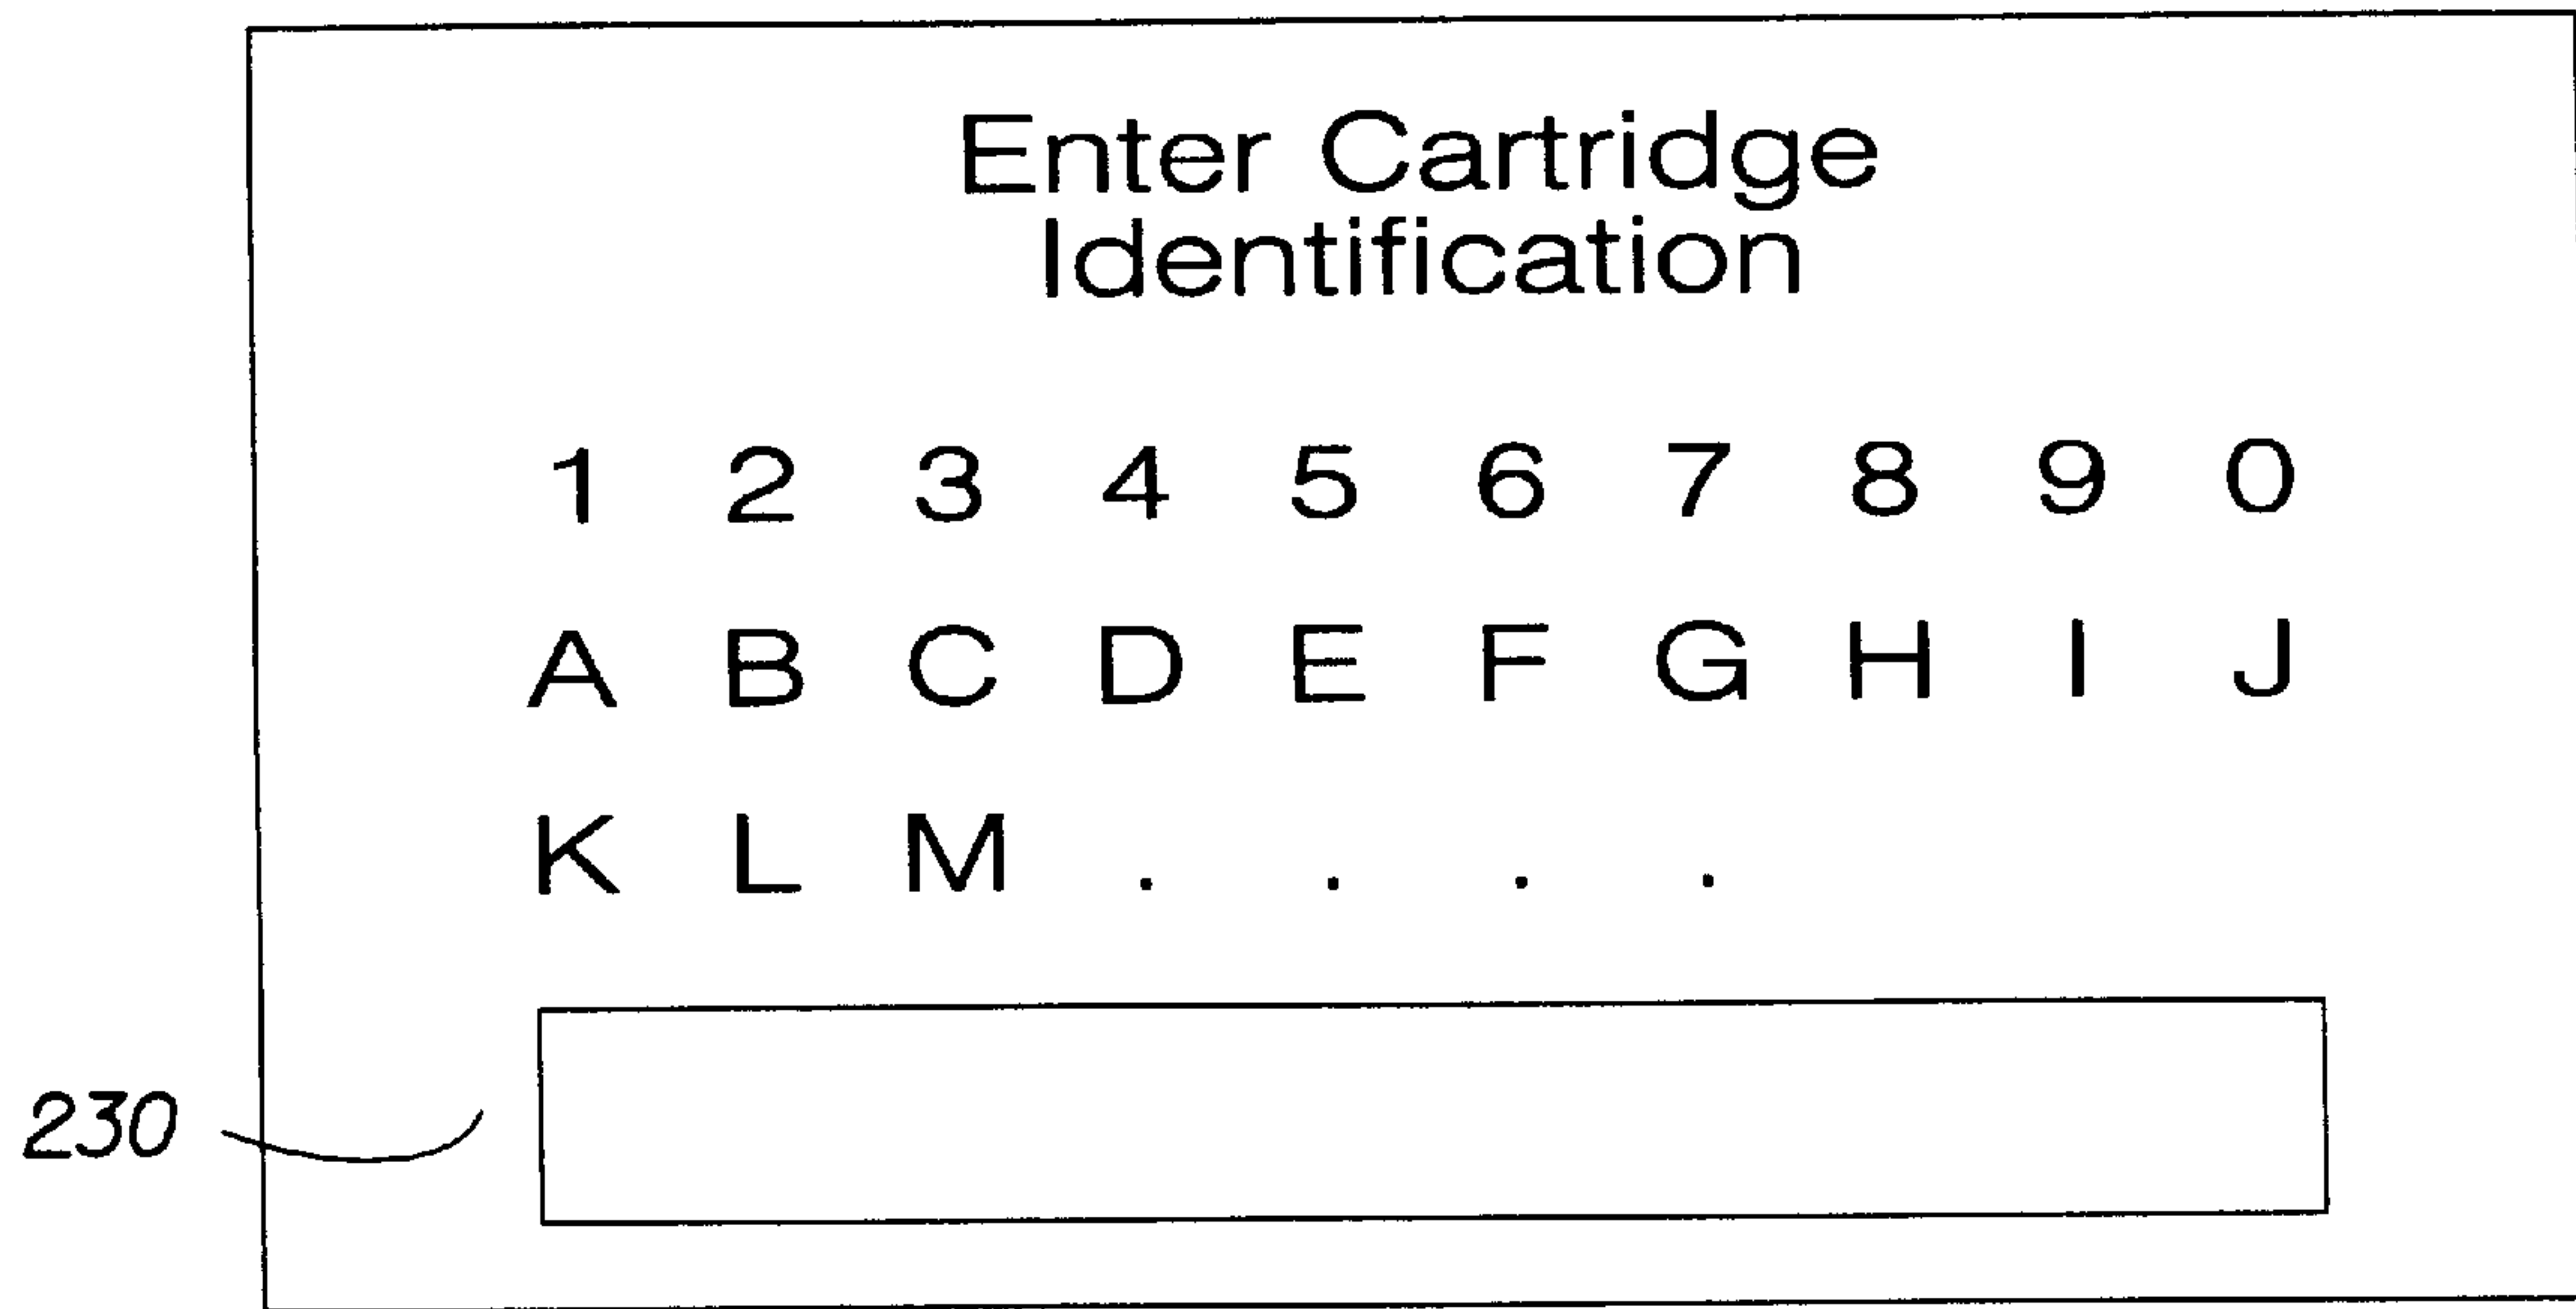 Enter Cartridge
Identification
1 2 3 4 5 6 7 8 9 0
A B C D E F G H I J
K L M . . . .
230